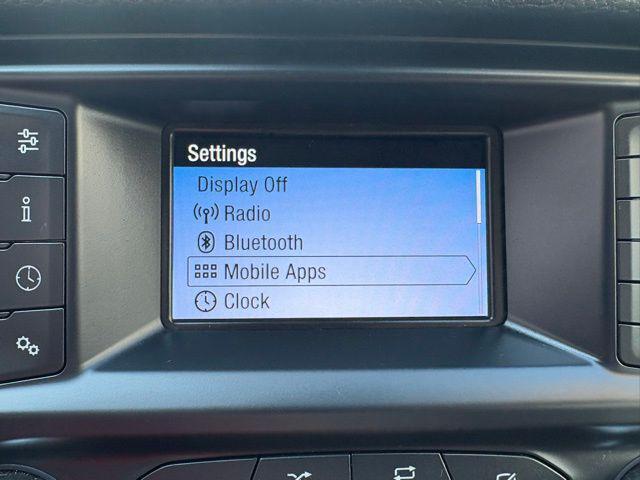 Settings
Display Off
Radio
Bluetooth
Mobile Apps
Clock